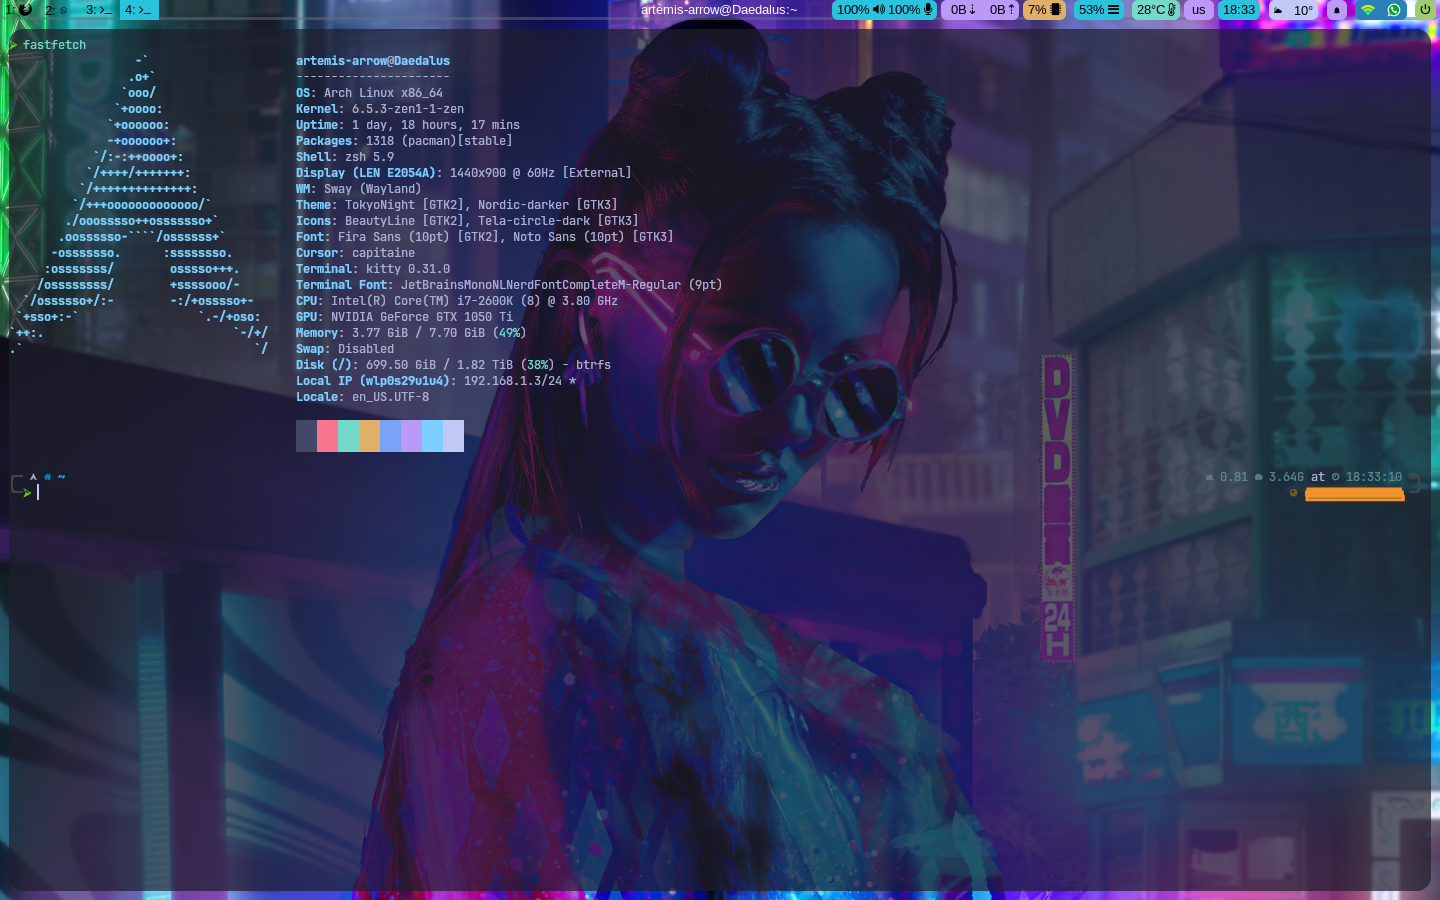 1: 2: 3: >_ 4: >_ artemis-arrow@Daedalus:~ 100% 100% 0B 0B 7% 53% 28°C us 18:33 10°
fastfetch
artemis-arrow@Daedalus
----------------------
OS: Arch Linux x86_64
Kernel: 6.5.3-zen1-1-zen
Uptime: 1 day, 18 hours, 17 mins
Packages: 1318 (pacman)[stable]
Shell: zsh 5.9
Display (LEN E2054A): 1440x900 @ 60Hz [External]
WM: Sway (Wayland)
Theme: TokyoNight [GTK2], Nordic-darker [GTK3]
Icons: BeautyLine [GTK2], Tela-circle-dark [GTK3]
Font: Fira Sans (10pt) [GTK2], Noto Sans (10pt) [GTK3]
Cursor: capitaine
Terminal: kitty 0.31.0
Terminal Font: JetBrainsMonoNLNerdFontCompleteM-Regular (9pt)
CPU: Intel(R) Core(TM) i7-2600K (8) @ 3.80 GHz
GPU: NVIDIA GeForce GTX 1050 Ti
Memory: 3.77 GiB / 7.70 GiB (49%)
Swap: Disabled
Disk (/): 699.50 GiB / 1.82 TiB (38%) - btrfs
Local IP (wlp0s29u1u4): 192.168.1.3/24 *
Locale: en_US.UTF-8
~ 0.81 3.64G at 18:33:10
DVD
24
H
酉